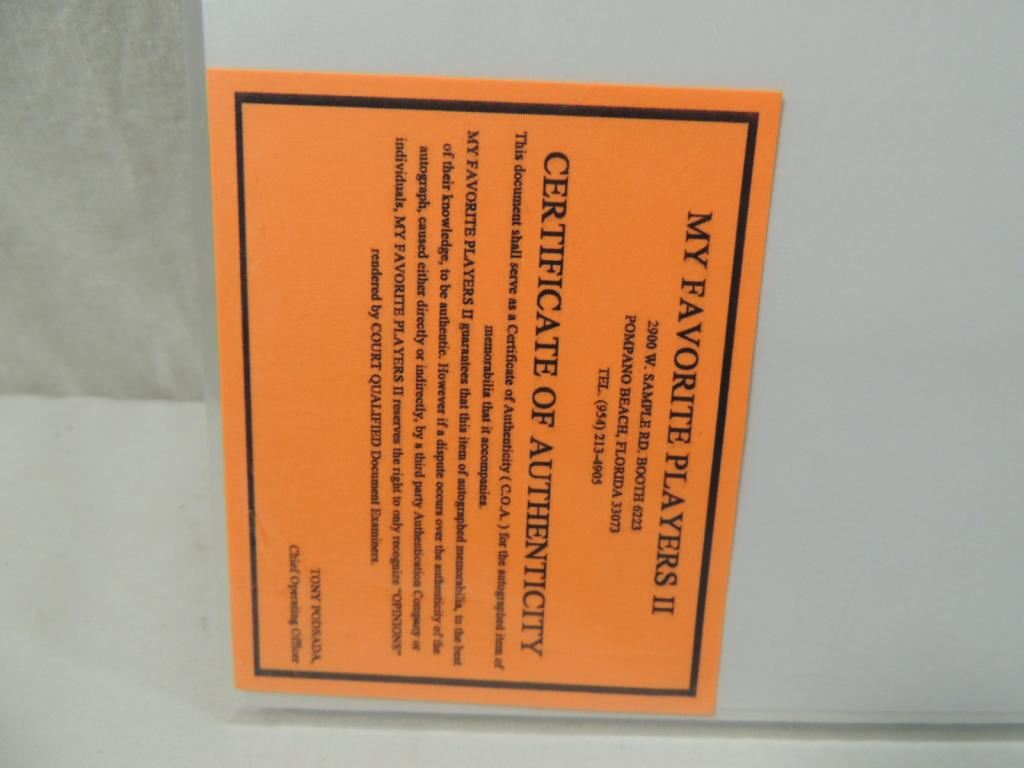 MY FAVORITE PLAYERS II
2900 W. SAMPLE RD. BOOTH 6223
POMPANO BEACH, FLORIDA 33073
TEL. (954) 213-4905
CERTIFICATE OF AUTHENTICITY
This document shall serve as a Certificate of Authenticity ( C.O.A. ) for the autographed item of
memorabilia that it accompanies.
MY FAVORITE PLAYERS II guarantees that this item of autographed memorabilia, to the best
of their knowledge, to be authentic. However if a dispute occurs over the authenticity of the
autograph, caused either directly or indirectly, by a third party Authentication Company or
individuals, MY FAVORITE PLAYERS II reserves the right to only recognize "OPINIONS"
rendered by COURT QUALIFIED Document Examiners.
TONY PODSADA,
Chief Operating Officer